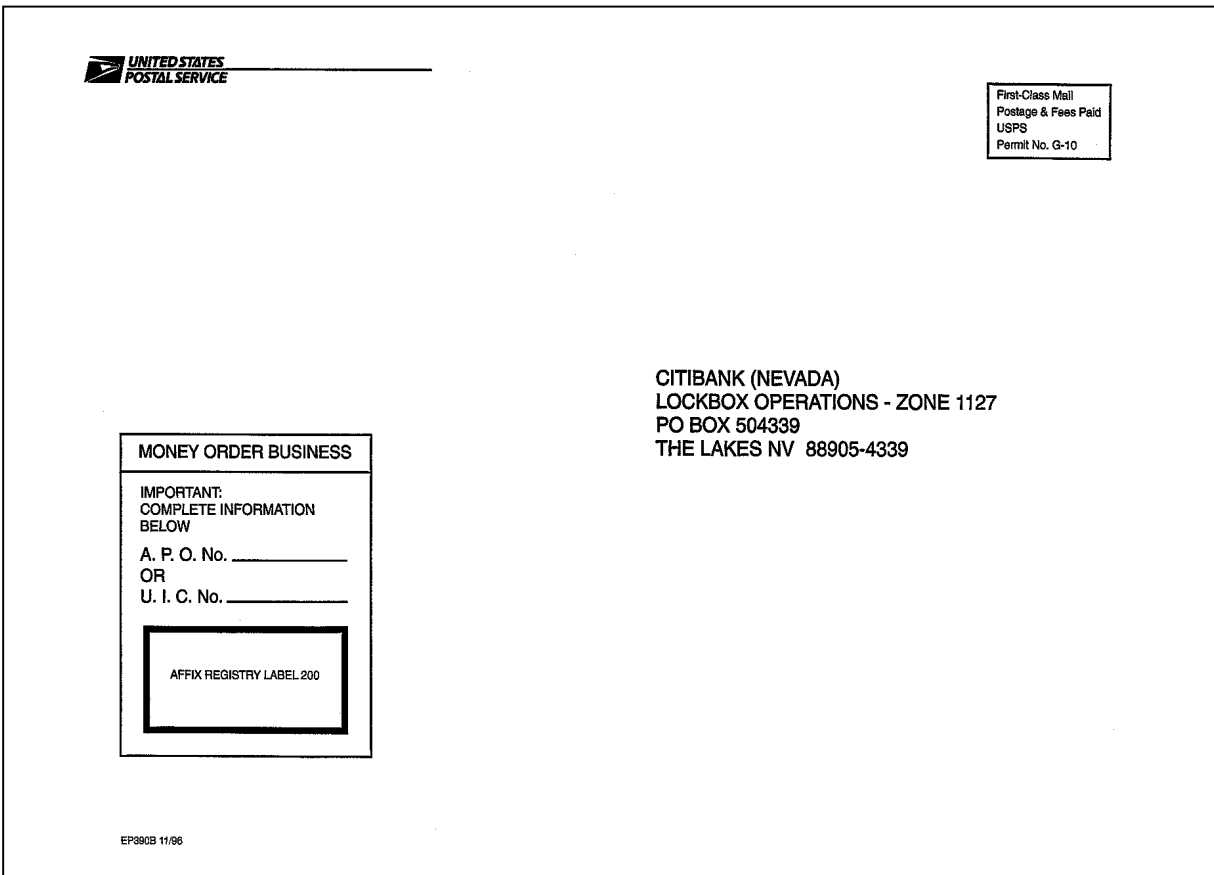 UNITED STATES
POSTAL SERVICE
First-Class Mail
Postage & Fees Paid
USPS
Permit No. G-10
CITIBANK (NEVADA)
LOCKBOX OPERATIONS - ZONE 1127
PO BOX 504339
THE LAKES NV 88905-4339
MONEY ORDER BUSINESS
IMPORTANT:
COMPLETE INFORMATION
BELOW
A. P. O. No.
OR
U. I. C. No.
AFFIX REGISTRY LABEL 200
EP390B 11/96